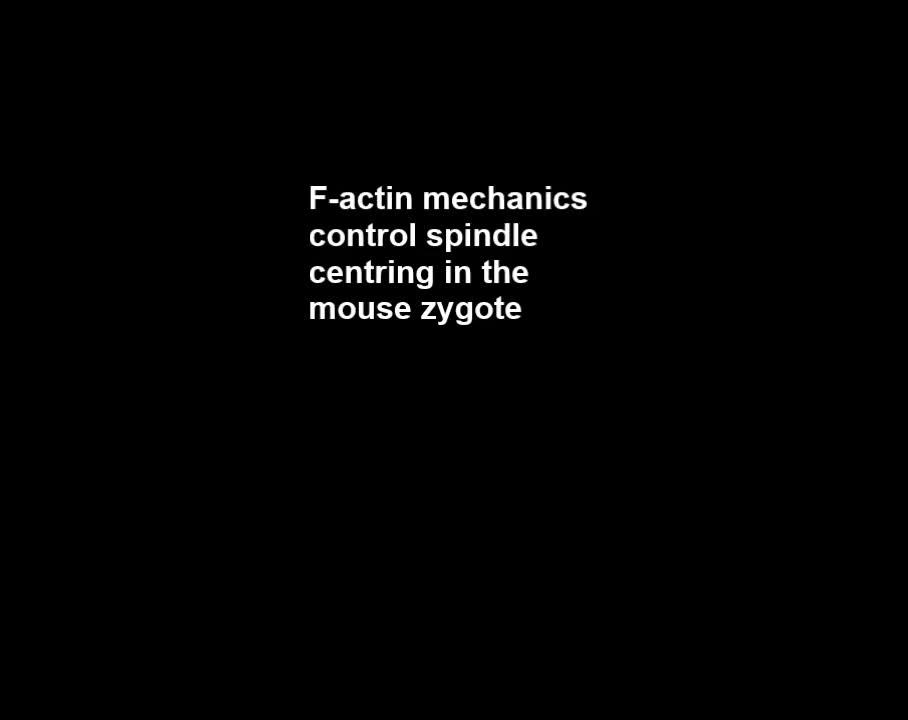 F-actin mechanics
control spindle
centring in the
mouse zygote